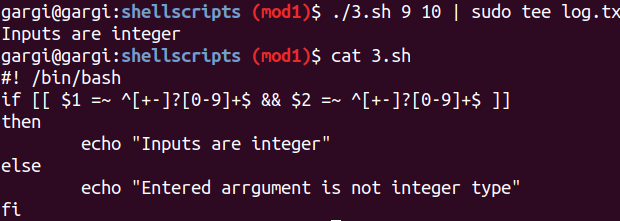 gargi@gargi:shellscripts (mod1)$ ./3.sh 9 10 | sudo tee log.tx
Inputs are integer
gargi@gargi:shellscripts (mod1)$ cat 3.sh
#! /bin/bash
if [[ $1 =~ ^[+-]?[0-9]+$ && $2 =~ ^[+-]?[0-9]+$ ]]
then
        echo "Inputs are integer"
else
        echo "Entered arrgument is not integer type"
fi